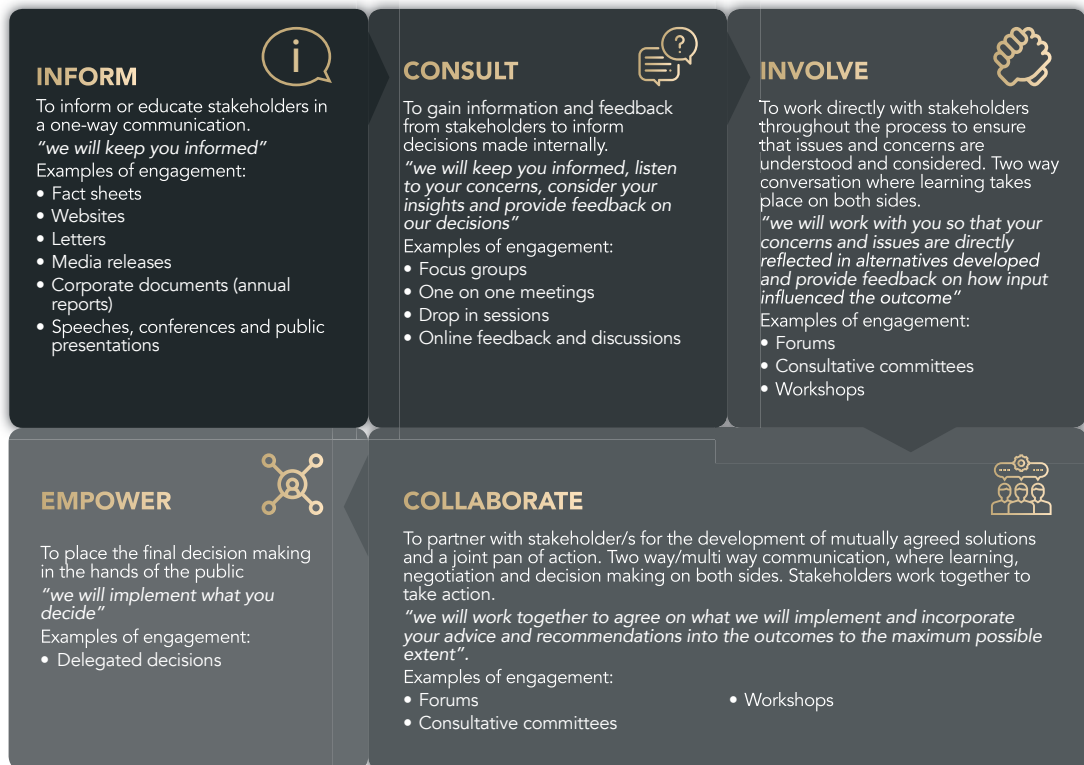 INFORM
To inform or educate stakeholders in
a one-way communication.
“we will keep you informed”
Examples of engagement:
• Fact sheets
• Websites
• Letters
• Media releases
• Corporate documents (annual
reports)
• Speeches, conferences and public
presentations
CONSULT
To gain information and feedback
from stakeholders to inform
decisions made internally.
“we will keep you informed, listen
to your concerns, consider your
insights and provide feedback on
our decisions”
Examples of engagement:
• Focus groups
• One on one meetings
• Drop in sessions
• Online feedback and discussions
INVOLVE
To work directly with stakeholders
throughout the process to ensure
that issues and concerns are
understood and considered. Two way
conversation where learning takes
place on both sides.
“we will work with you so that your
concerns and issues are directly
reflected in alternatives developed
and provide feedback on how input
influenced the outcome”
Examples of engagement:
• Forums
• Consultative committees
• Workshops
EMPOWER
To place the final decision making
in the hands of the public
“we will implement what you
decide”
Examples of engagement:
• Delegated decisions
COLLABORATE
To partner with stakeholder/s for the development of mutually agreed solutions
and a joint pan of action. Two way/multi way communication, where learning,
negotiation and decision making on both sides. Stakeholders work together to
take action.
“we will work together to agree on what we will implement and incorporate
your advice and recommendations into the outcomes to the maximum possible
extent”.
Examples of engagement:
• Forums
• Consultative committees
• Workshops